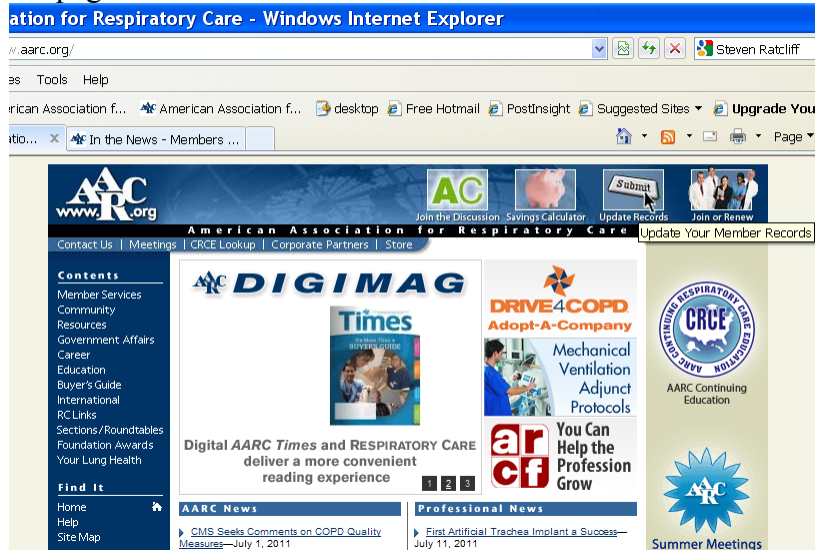 ation for Respiratory Care - Windows Internet Explorer
.aarc.org/
Steven Ratcliff
es Tools Help
rican Association f... American Association f... desktop Free Hotmail PostInsight Suggested Sites Upgrade You
atio... In the News - Members ... Page
AARC
www. .org
AC
Submit
Join the Discussion Savings Calculator Update Records Join or Renew
American Association for Respiratory Care
Update Your Member Records
Contact Us | Meetings | CRCE Lookup | Corporate Partners | Store
Contents
Member Services
Community
Resources
Government Affairs
Career
Education
Buyer's Guide
International
RC Links
Sections/Roundtables
Foundation Awards
Your Lung Health
Find It
Home
Help
Site Map
DIGIMAG
Times
BUYER'S GUIDE
Digital AARC Times and RESPIRATORY CARE
deliver a more convenient
reading experience
1 2 3
DRIVE4COPD
Adopt-A-Company
Mechanical
Ventilation
Adjunct
Protocols
arcf
You Can
Help the
Profession
Grow
CONTINUING RESPIRATORY CARE EDUCATION
CRCE
AARC Continuing
Education
AARC
Summer Meetings
AARC News
CMS Seeks Comments on COPD Quality
Measures—July 1, 2011
Professional News
First Artificial Trachea Implant a Success—
July 11, 2011